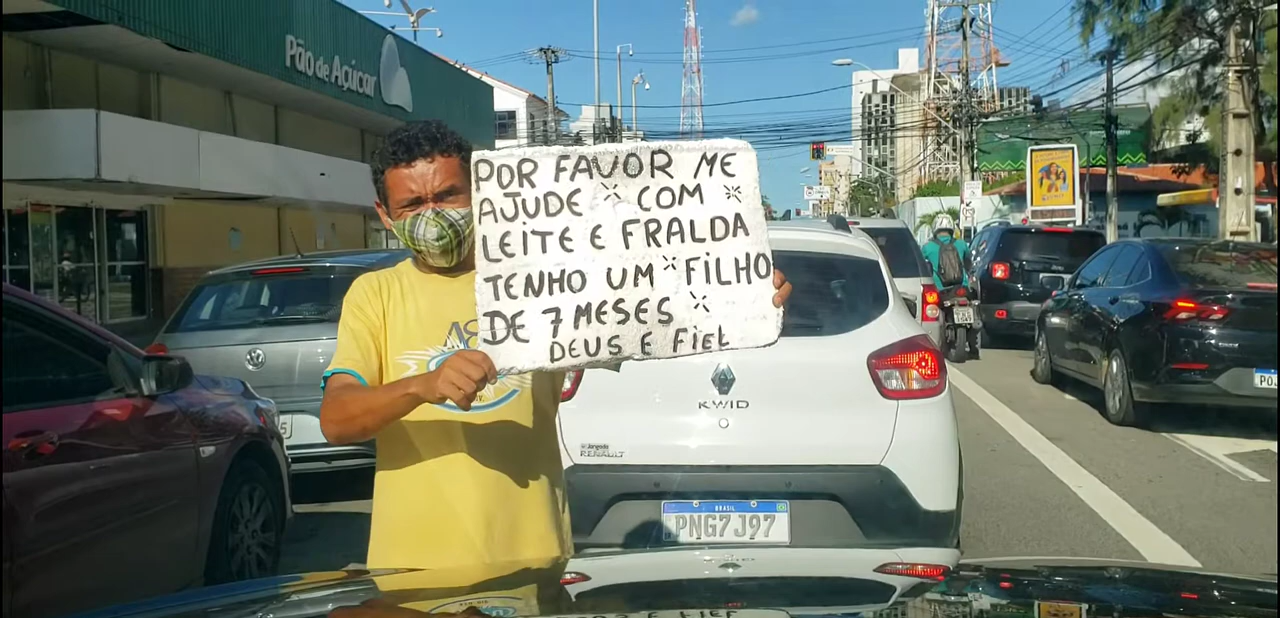 Pão de Açúcar
POR FAVOR ME
AJUDE COM
LEITE E FRALDA
TENHO UM FILHO
DE 7 MESES
DEUS E FIEL
KWID
RENAULT
BRASIL
PNG7J97